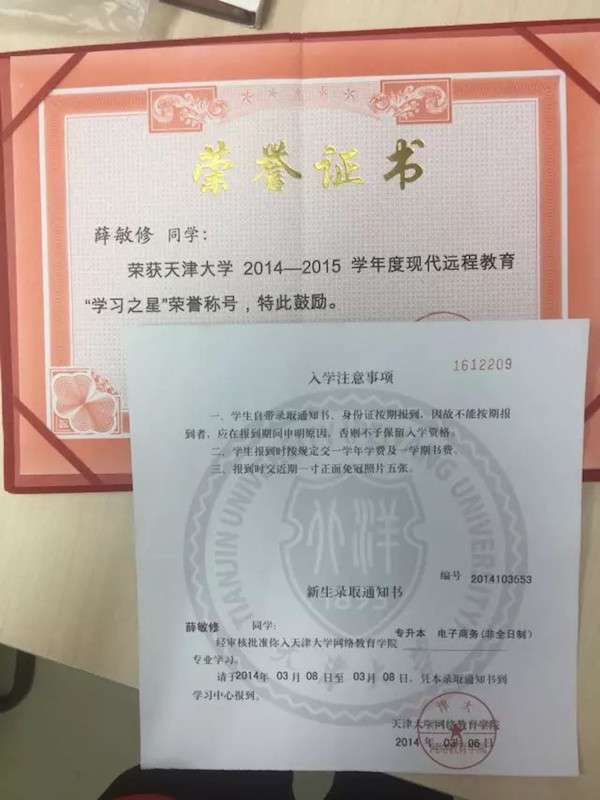 荣誉证书
薛敏修 同学：
荣获天津大学 2014—2015 学年度现代远程教育
“学习之星”荣誉称号，特此鼓励。
1612209
入学注意事项
一、学生自带录取通知书、身份证按期报到，因故不能按期报
到者，应在报到期间申明原因，否则不予保留入学资格。
二、学生报到时按规定交一学年学费及一学期书费。
三、报到时交近期一寸正面免冠照片五张。
TIANJIN UNIVERSITY
北洋
1895
新生录取通知书
编号 2014103553
薛敏修 同学：
经审核批准你入天津大学网络教育学院 专升本 电子商务(非全日制)
专业学习。
请于2014年 03月 08日至 03月 08日，凭本录取通知书到
学习中心报到。
天津大学网络教育学院
2014 年 03月 06日